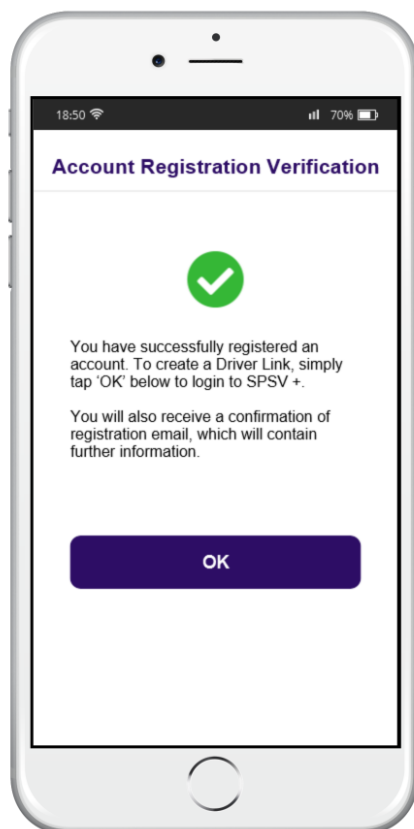 18:50 70%
Account Registration Verification
You have successfully registered an
account. To create a Driver Link, simply
tap ‘OK’ below to login to SPSV +.
You will also receive a confirmation of
registration email, which will contain
further information.
OK